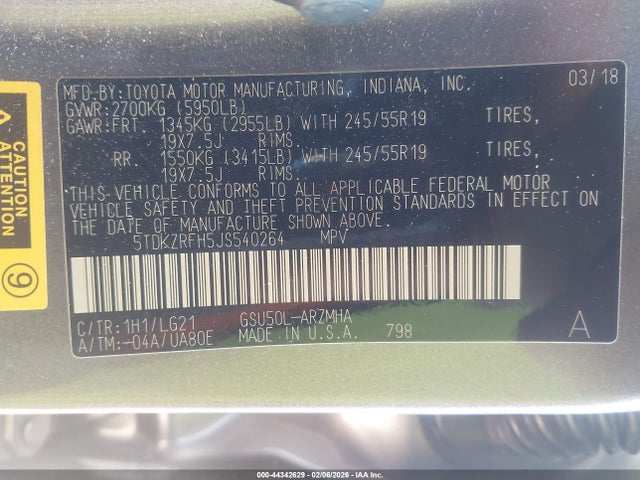 MFD.BY:TOYOTA MOTOR MANUFACTURING, INDIANA, INC. 03/18
GVWR:2700KG (5950LB)
GAWR:FRT. 1345KG (2955LB) WITH 245/55R19 TIRES,
19X7.5J RIMS.
RR. 1550KG (3415LB) WITH 245/55R19 TIRES,
19X7.5J RIMS.
THIS VEHICLE CONFORMS TO ALL APPLICABLE FEDERAL MOTOR
VEHICLE SAFETY AND THEFT PREVENTION STANDARDS IN EFFECT ON
THE DATE OF MANUFACTURE SHOWN ABOVE.
5TDKZRFH5JS540264 MPV
C/TR:1H1/LG21 GSU50L-ARZMHA
A/TM:-04A/UA80E MADE IN U.S.A. 798 A
CAUTION
ATTENTION
9
000-44342629 - 02/06/2026 - IAA Inc.